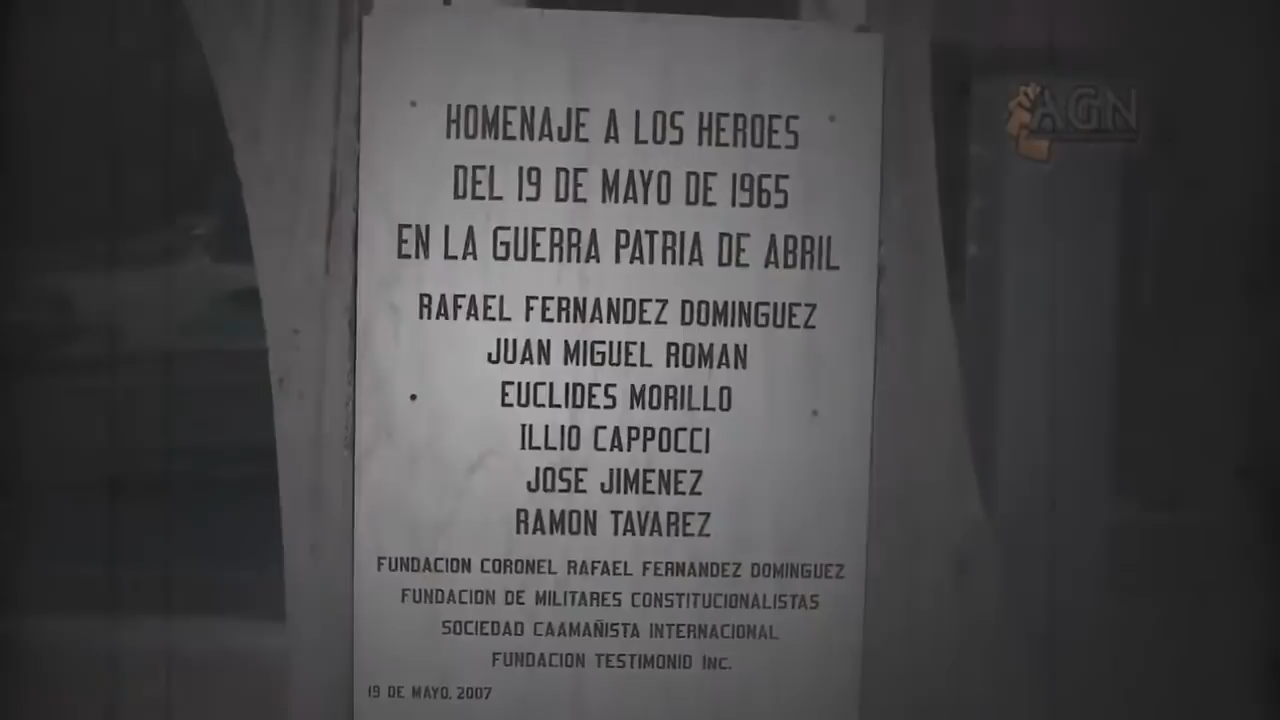 HOMENAJE A LOS HEROES
DEL 19 DE MAYO DE 1965
EN LA GUERRA PATRIA DE ABRIL
RAFAEL FERNANDEZ DOMINGUEZ
JUAN MIGUEL ROMAN
EUCLIDES MORILLO
ILLIO CAPPOCCI
JOSE JIMENEZ
RAMON TAVAREZ
FUNDACION CORONEL RAFAEL FERNANDEZ DOMINGUEZ
FUNDACION DE MILITARES CONSTITUCIONALISTAS
SOCIEDAD CAAMAÑISTA INTERNACIONAL
FUNDACION TESTIMONIO Inc.
19 DE MAYO, 2007
AGN